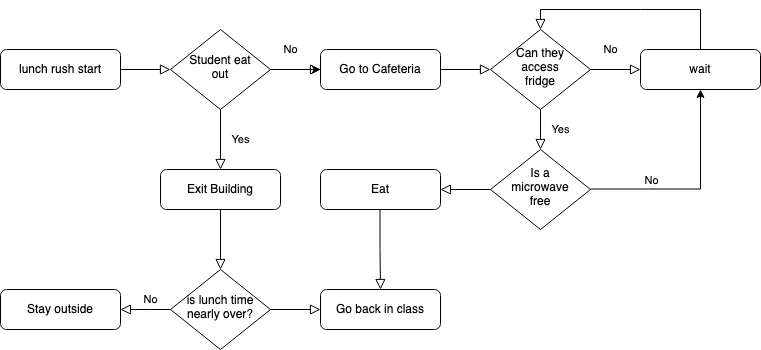 lunch rush start
Student eat
out
No
Go to Cafeteria
Can they
access
fridge
No
wait
Yes
Yes
Exit Building
Eat
Is a
microwave
free
No
Stay outside
No
is lunch time
nearly over?
Go back in class